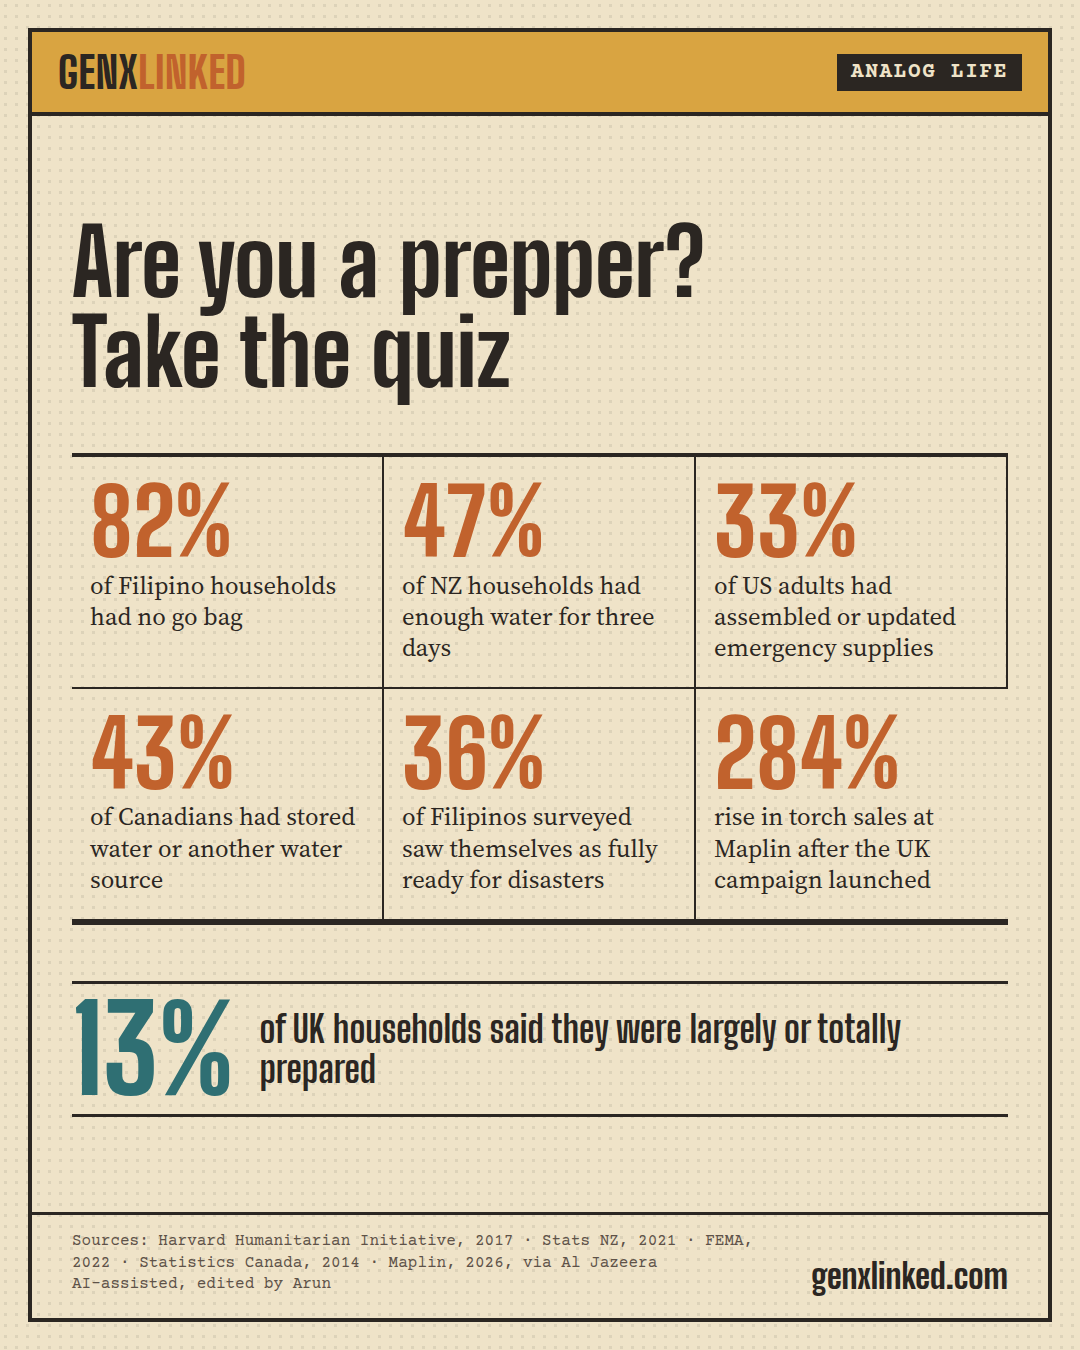 GENXLINKED
ANALOG LIFE
Are you a prepper?
Take the quiz
82%
of Filipino households
had no go bag
47%
of NZ households had
enough water for three
days
33%
of US adults had
assembled or updated
emergency supplies
43%
of Canadians had stored
water or another water
source
36%
of Filipinos surveyed
saw themselves as fully
ready for disasters
284%
rise in torch sales at
Maplin after the UK
campaign launched
13%
of UK households said they were largely or totally
prepared
Sources: Harvard Humanitarian Initiative, 2017 · Stats NZ, 2021 · FEMA,
2022 · Statistics Canada, 2014 · Maplin, 2026, via Al Jazeera
AI-assisted, edited by Arun
genxlinked.com